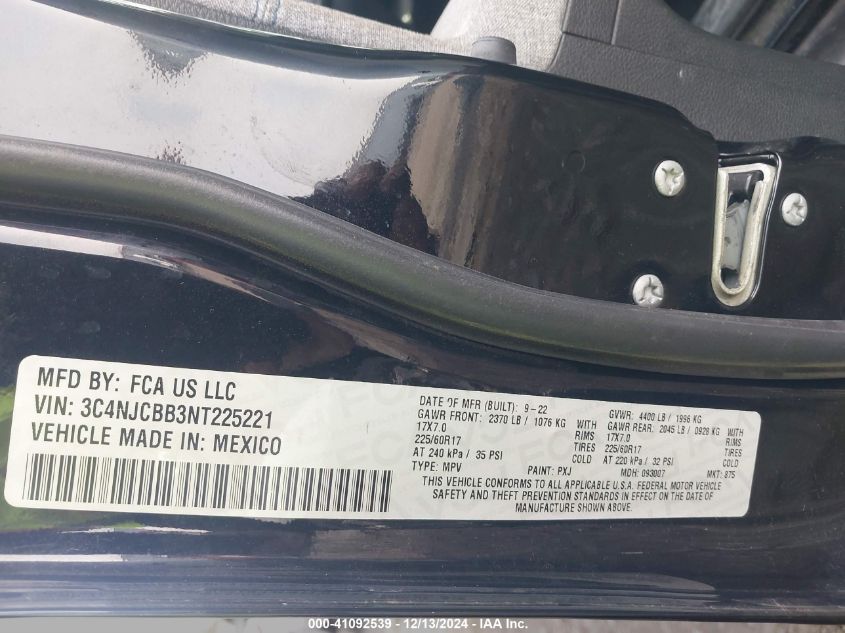 MFD BY: FCA US LLC
VIN: 3C4NJCBB3NT225221
VEHICLE MADE IN: MEXICO
DATE OF MFR (BUILT): 9-22 GVWR: 4400 LB / 1996 KG
GAWR FRONT: 2370 LB / 1076 KG WITH GAWR REAR: 2045 LB / 0928 KG WITH
17X7.0 RIMS 17X7.0 RIMS
225/60R17 TIRES 225/60R17 TIRES
AT 240 kPa / 35 PSI COLD AT 220 kPa / 32 PSI COLD
TYPE: MPV PAINT: PXJ MDH: 093007 MKT: 875
THIS VEHICLE CONFORMS TO ALL APPLICABLE U.S.A. FEDERAL MOTOR VEHICLE
SAFETY AND THEFT PREVENTION STANDARDS IN EFFECT ON THE DATE OF
MANUFACTURE SHOWN ABOVE.
000-41092539 - 12/13/2024 - IAA Inc.